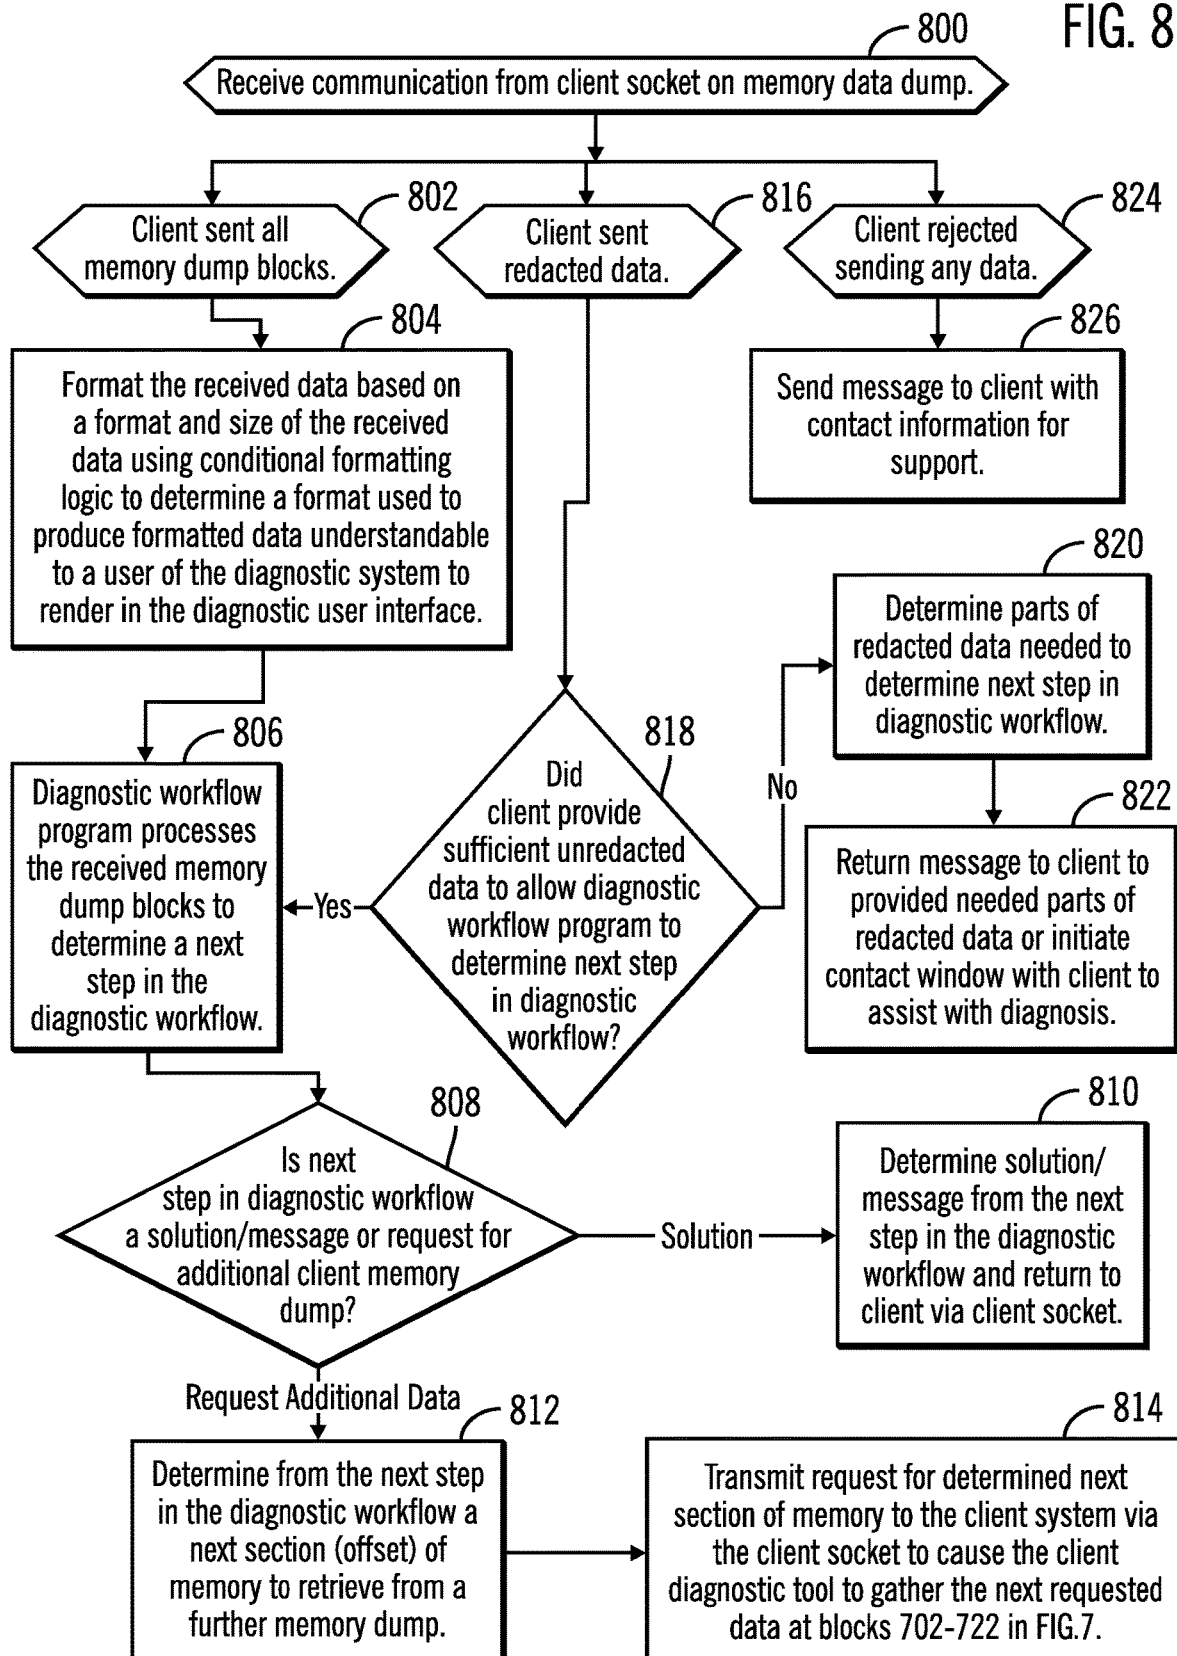 FIG. 8
800
Receive communication from client socket on memory data dump.
802
Client sent all
memory dump blocks.
816
Client sent
redacted data.
824
Client rejected
sending any data.
804
Format the received data based on
a format and size of the received
data using conditional formatting
logic to determine a format used to
produce formatted data understandable
to a user of the diagnostic system to
render in the diagnostic user interface.
826
Send message to client with
contact information for
support.
820
Determine parts of
redacted data needed to
determine next step in
diagnostic workflow.
806
Diagnostic workflow
program processes
the received memory
dump blocks to
determine a next
step in the
diagnostic workflow.
818
Did
client provide
sufficient unredacted
data to allow diagnostic
workflow program to
determine next step
in diagnostic
workflow?
Yes
No
822
Return message to client to
provided needed parts of
redacted data or initiate
contact window with client to
assist with diagnosis.
808
Is next
step in diagnostic workflow
a solution/message or request for
additional client memory
dump?
Solution
810
Determine solution/
message from the next
step in the diagnostic
workflow and return to
client via client socket.
Request Additional Data
812
Determine from the next step
in the diagnostic workflow a
next section (offset) of
memory to retrieve from a
further memory dump.
814
Transmit request for determined next
section of memory to the client system via
the client socket to cause the client
diagnostic tool to gather the next requested
data at blocks 702-722 in FIG.7.